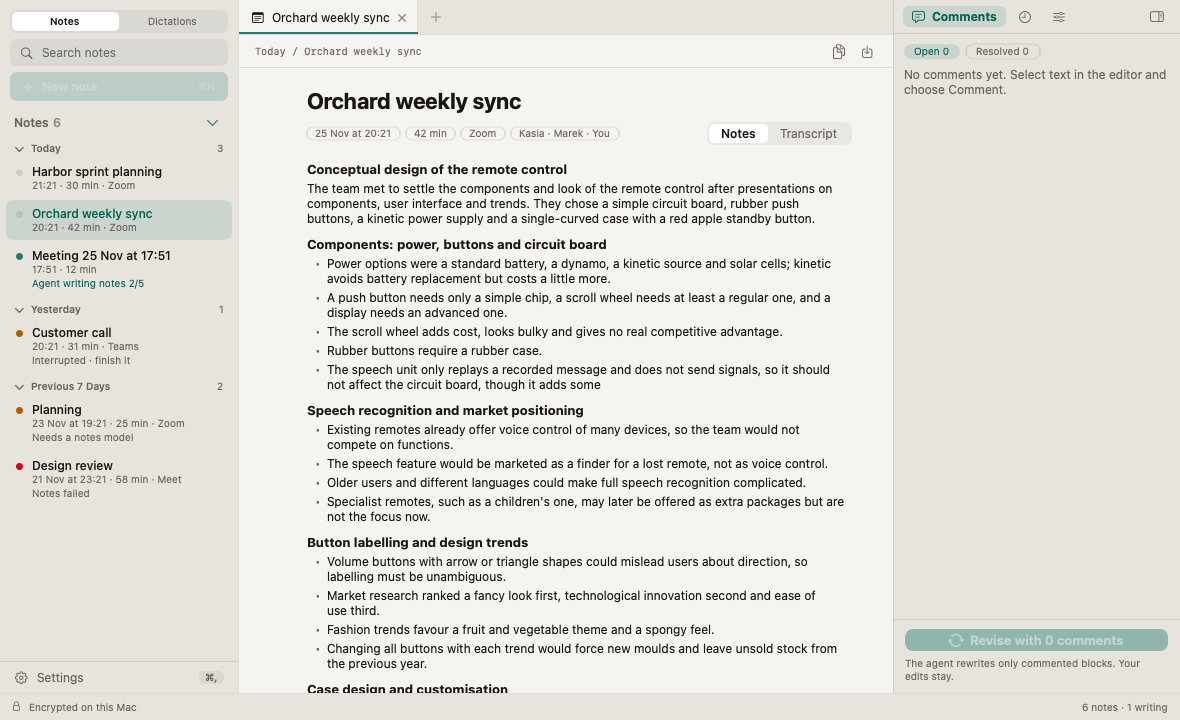 Notes
Dictations
Search notes
New note ⌘N
Notes 6
Today 3
Harbor sprint planning
21:21 · 30 min · Zoom
Orchard weekly sync
20:21 · 42 min · Zoom
Meeting 25 Nov at 17:51
17:51 · 12 min
Agent writing notes 2/5
Yesterday 1
Customer call
20:21 · 31 min · Teams
Interrupted · finish it
Previous 7 Days 2
Planning
23 Nov at 19:21 · 25 min · Zoom
Needs a notes model
Design review
21 Nov at 23:21 · 58 min · Meet
Notes failed
Settings ⌘,
Encrypted on this Mac
Orchard weekly sync
Today / Orchard weekly sync
Orchard weekly sync
25 Nov at 20:21 42 min Zoom Kasia · Marek · You
Notes Transcript
Conceptual design of the remote control
The team met to settle the components and look of the remote control after presentations on
components, user interface and trends. They chose a simple circuit board, rubber push
buttons, a kinetic power supply and a single-curved case with a red apple standby button.
Components: power, buttons and circuit board
• Power options were a standard battery, a dynamo, a kinetic source and solar cells; kinetic
avoids battery replacement but costs a little more.
• A push button needs only a simple chip, a scroll wheel needs at least a regular one, and a
display needs an advanced one.
• The scroll wheel adds cost, looks bulky and gives no real competitive advantage.
• Rubber buttons require a rubber case.
• The speech unit only replays a recorded message and does not send signals, so it should
not affect the circuit board, though it adds some
Speech recognition and market positioning
• Existing remotes already offer voice control of many devices, so the team would not
compete on functions.
• The speech feature would be marketed as a finder for a lost remote, not as voice control.
• Older users and different languages could make full speech recognition complicated.
• Specialist remotes, such as a children's one, may later be offered as extra packages but are
not the focus now.
Button labelling and design trends
• Volume buttons with arrow or triangle shapes could mislead users about direction, so
labelling must be unambiguous.
• Market research ranked a fancy look first, technological innovation second and ease of
use third.
• Fashion trends favour a fruit and vegetable theme and a spongy feel.
• Changing all buttons with each trend would force new moulds and leave unsold stock from
the previous year.
Case design and customisation
Comments
Open 0 Resolved 0
No comments yet. Select text in the editor and
choose Comment.
Revise with 0 comments
The agent rewrites only commented blocks. Your
edits stay.
6 notes · 1 writing